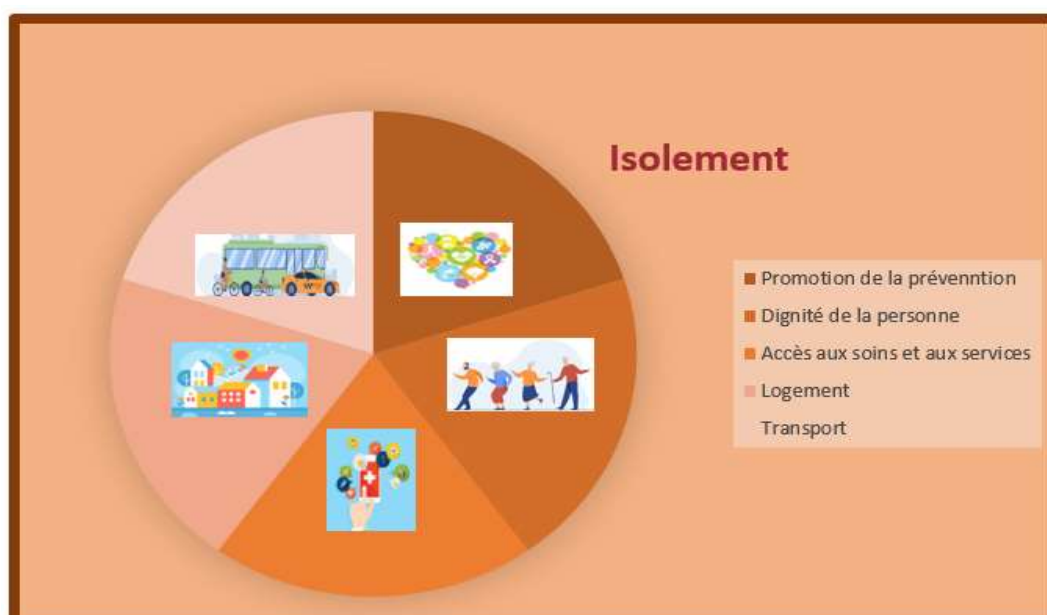 Isolement
Promotion de la prévenntion
Dignité de la personne
Accès aux soins et aux services
Logement
Transport